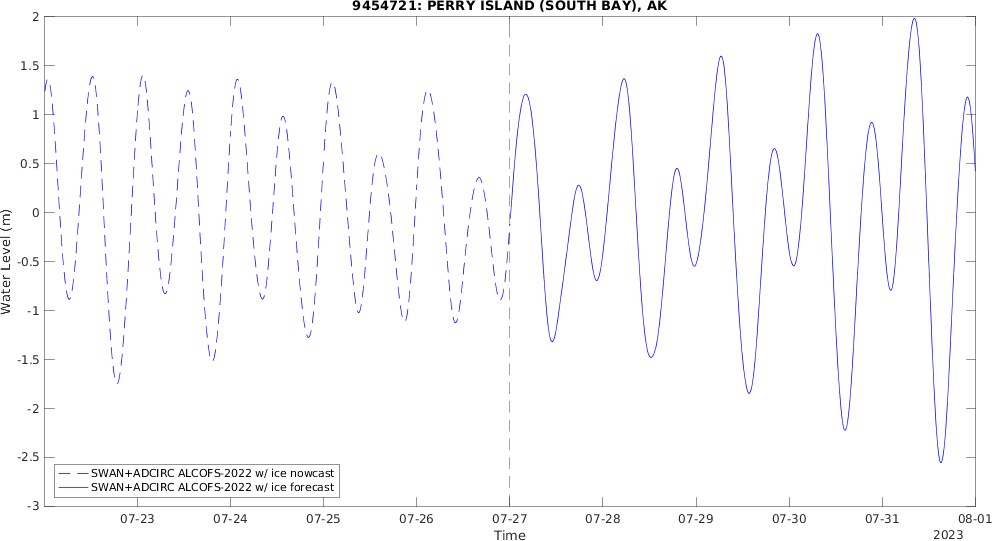 9454721: PERRY ISLAND (SOUTH BAY), AK
2
1.5
1
0.5
0
-0.5
-1
-1.5
-2
-2.5
-3
Water Level (m)
SWAN+ADCIRC ALCOFS-2022 w/ ice nowcast
SWAN+ADCIRC ALCOFS-2022 w/ ice forecast
07-23 07-24 07-25 07-26 07-27 07-28 07-29 07-30 07-31 08-01
Time
2023